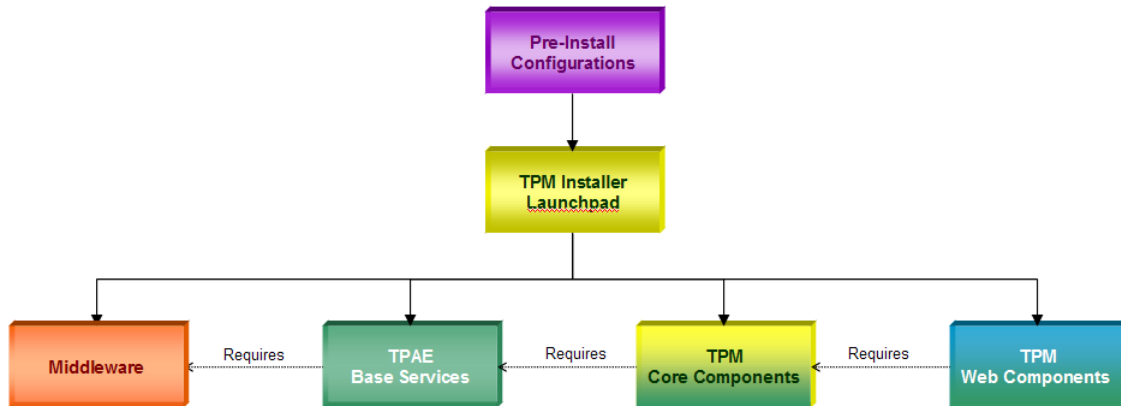 Pre-Install
Configurations
TPM Installer
Launchpad
Requires
Requires
Requires
Middleware
TPAE
Base Services
TPM
Core Components
TPM
Web Components